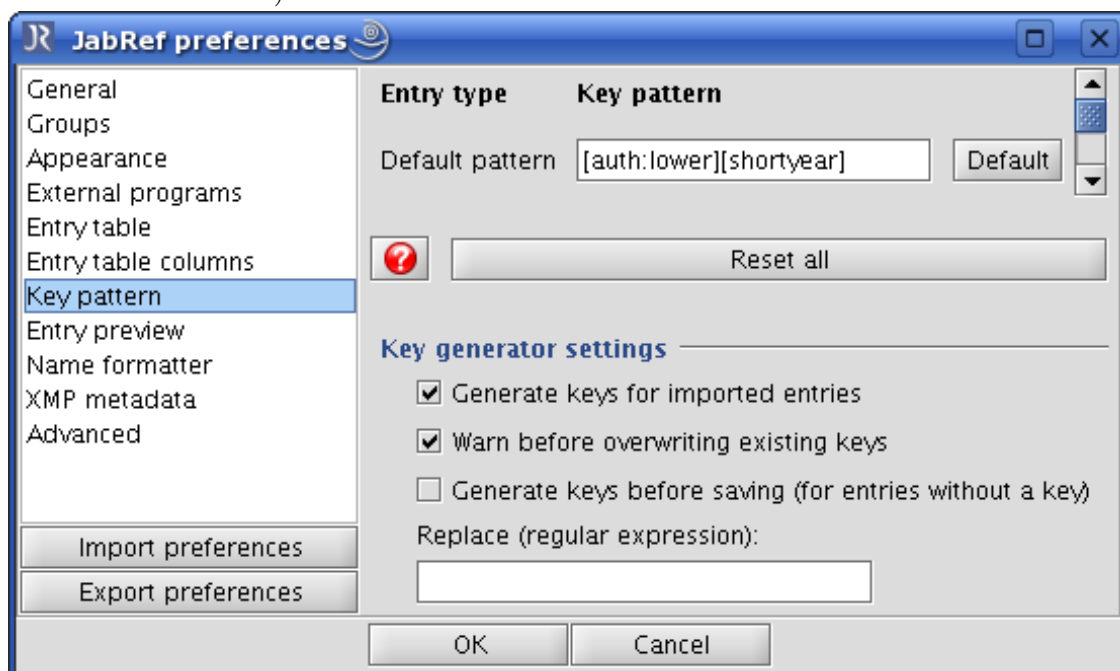 JabRef preferences
General
Groups
Appearance
External programs
Entry table
Entry table columns
Key pattern
Entry preview
Name formatter
XMP metadata
Advanced
Import preferences
Export preferences
Entry type Key pattern
Default pattern [auth:lower][shortyear] Default
Reset all
Key generator settings
Generate keys for imported entries
Warn before overwriting existing keys
Generate keys before saving (for entries without a key)
Replace (regular expression):
OK Cancel